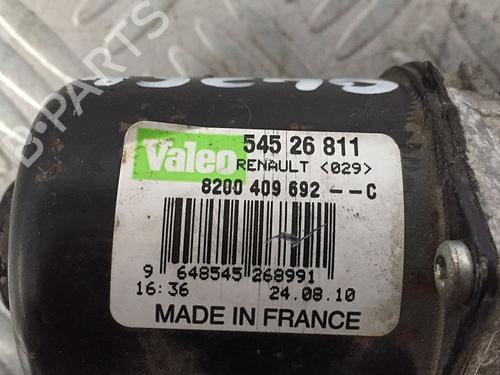 B-PARTS
Valeo
545 26 811
RENAULT <029>
8200 409 692 --C
9 648545 268991
16:36 24.08.10
MADE IN FRANCE